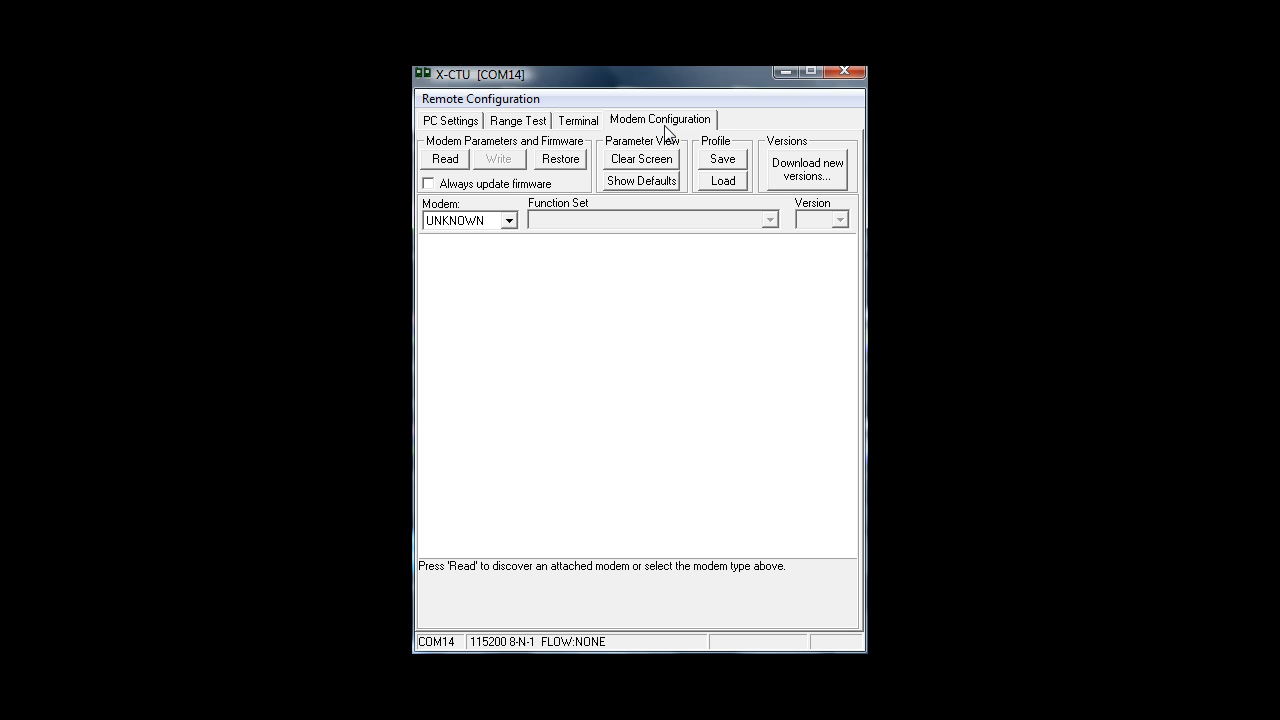 X-CTU [COM14]
Remote Configuration
PC Settings Range Test Terminal Modem Configuration
Modem Parameters and Firmware Parameter View Profile Versions
Read Write Restore Clear Screen Save Download new
versions...
Always update firmware Show Defaults Load
Modem: Function Set Version
UNKNOWN
Press 'Read' to discover an attached modem or select the modem type above.
COM14 115200 8-N-1 FLOW:NONE